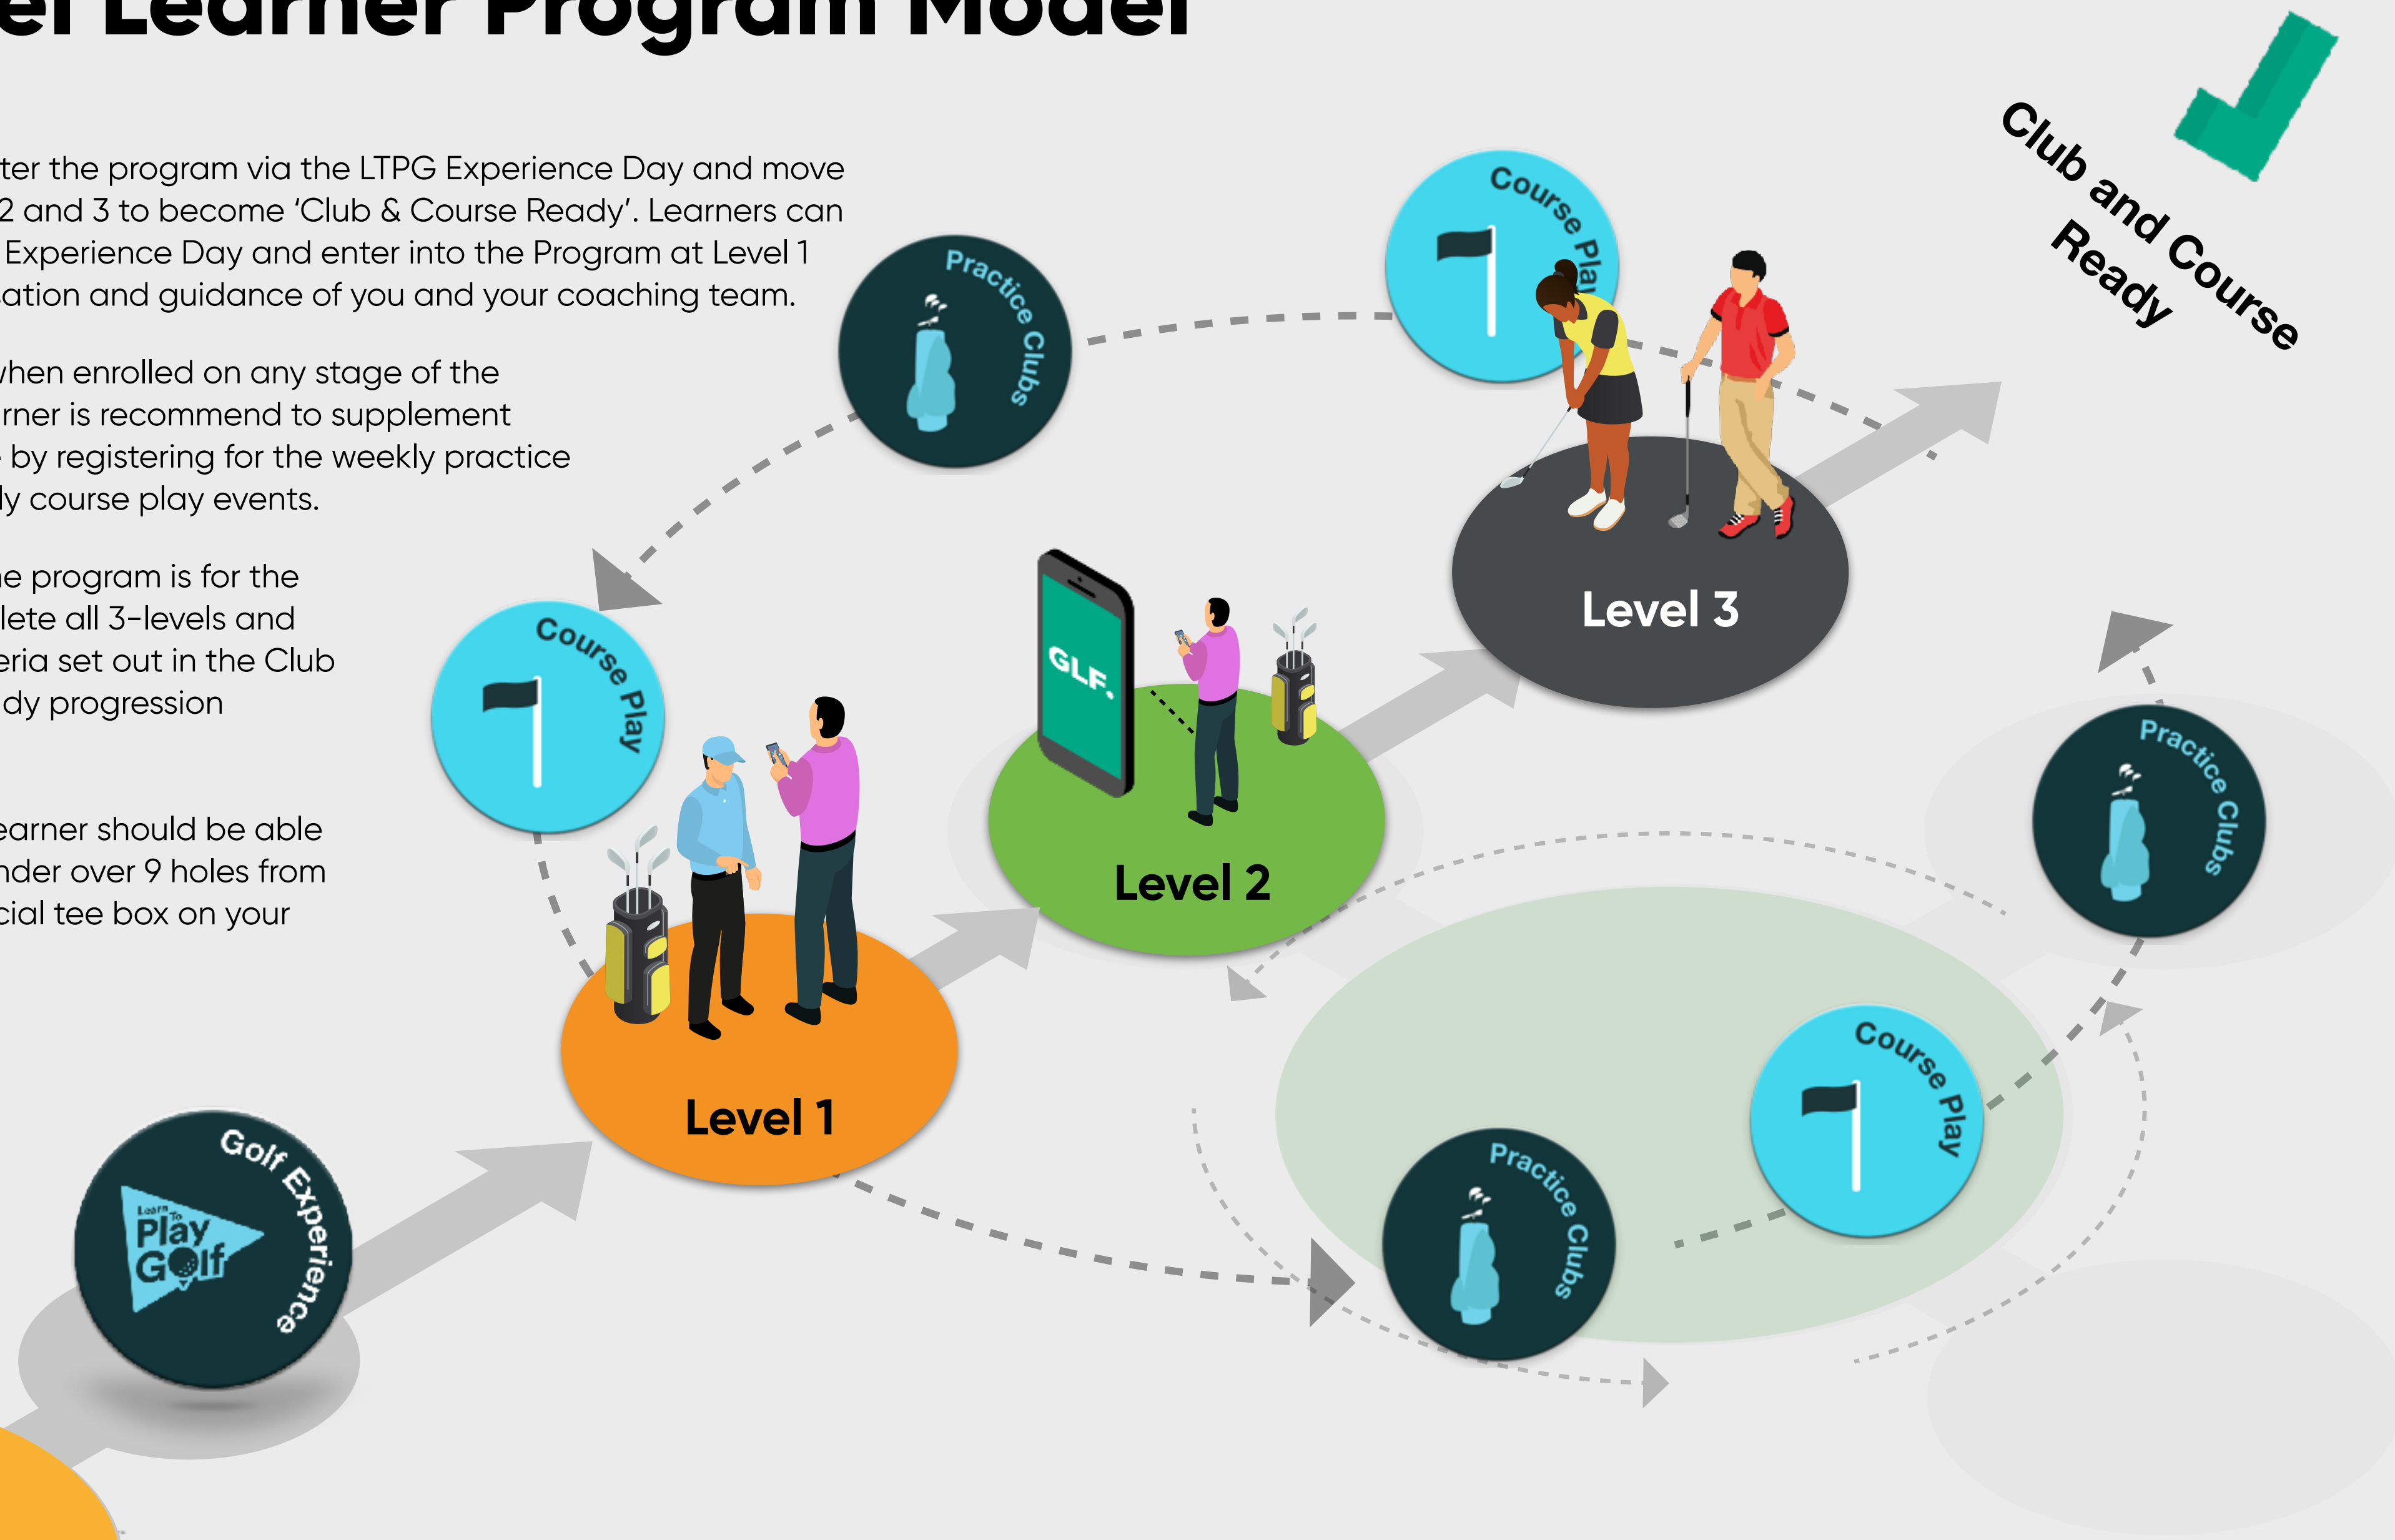 el Learner Program Model
ter the program via the LTPG Experience Day and move
2 and 3 to become ‘Club & Course Ready’. Learners can
Experience Day and enter into the Program at Level 1
ation and guidance of you and your coaching team.
when enrolled on any stage of the
rner is recommend to supplement
by registering for the weekly practice
ly course play events.
ne program is for the
lete all 3-levels and
eria set out in the Club
dy progression
earner should be able
nder over 9 holes from
cial tee box on your
Club and Course
Ready
Course Play
Practice Clubs
Level 3
GLF.
Course Play
Level 2
Practice Clubs
Level 1
Course Play
Practice Clubs
Golf Experience
Learn To
Play
Golf